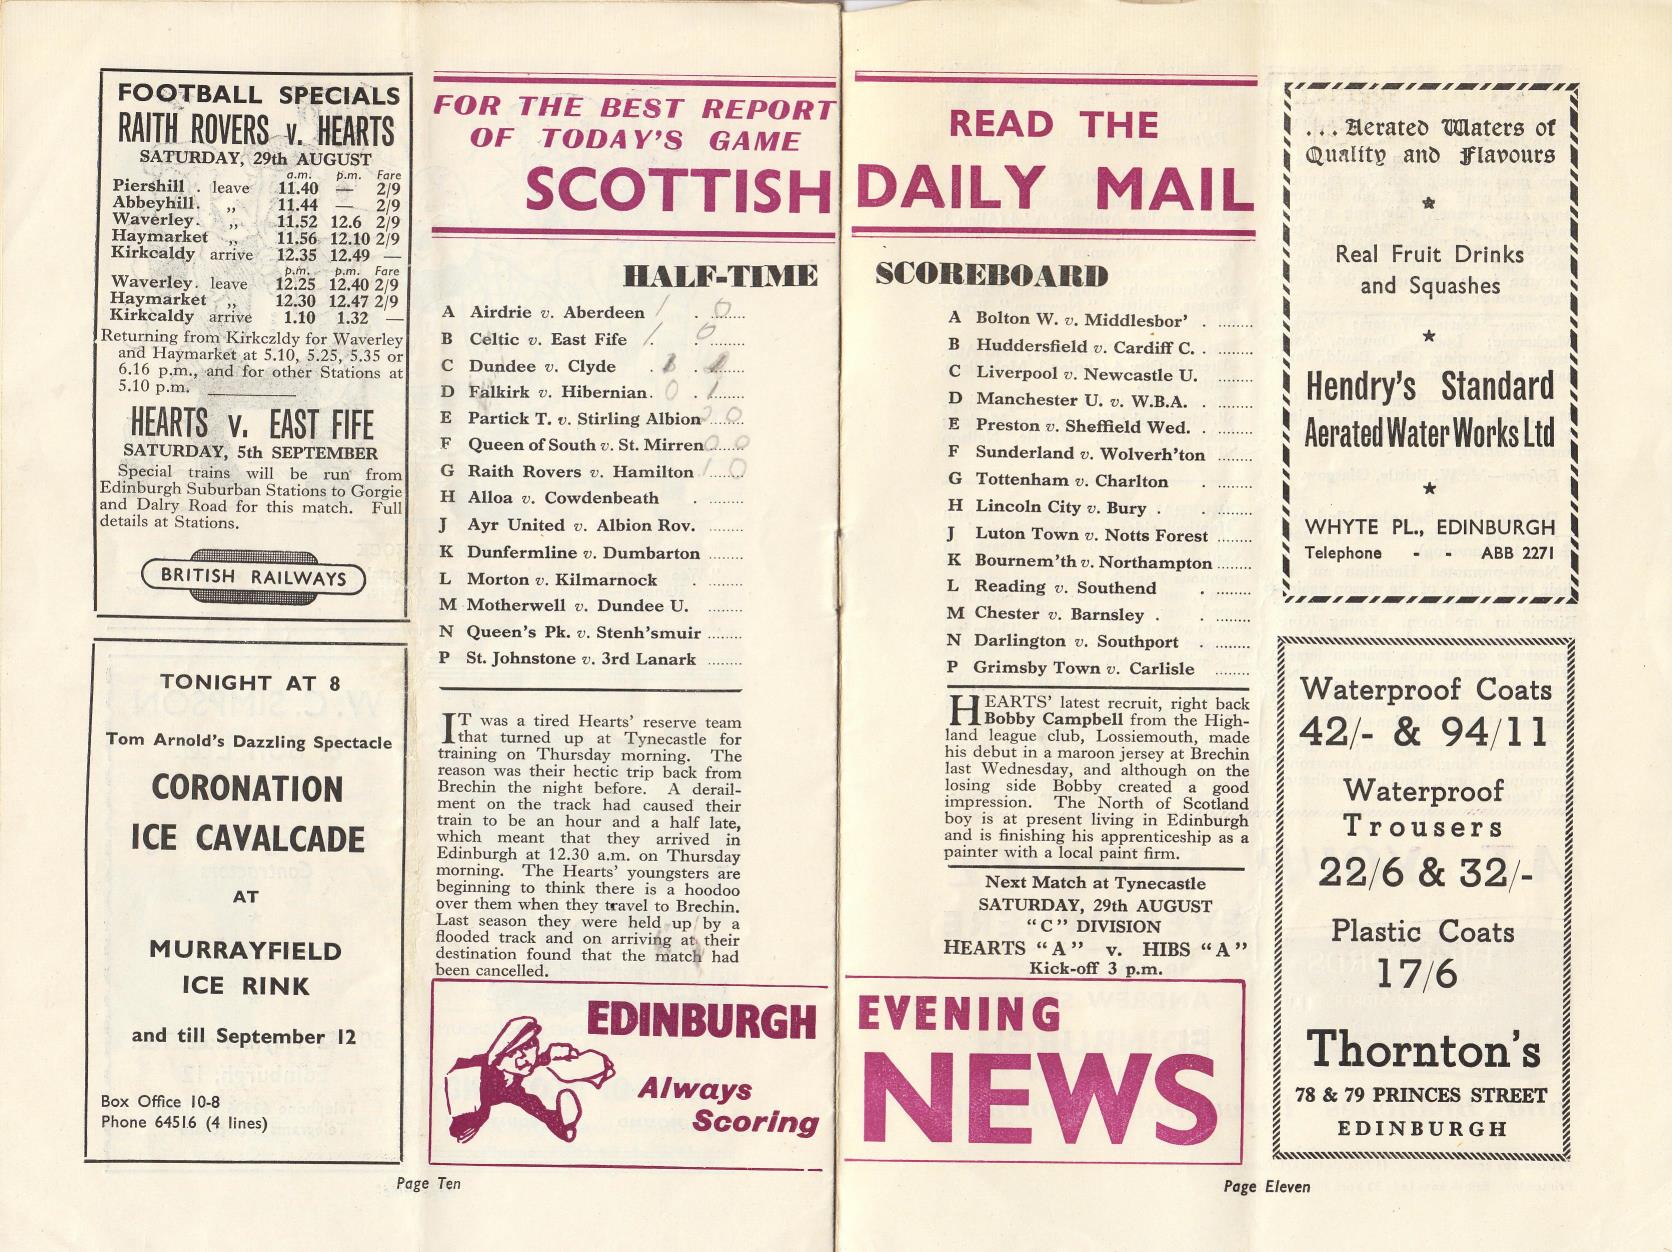 FOOTBALL SPECIALS
RAITH ROVERS v. HEARTS
SATURDAY, 29th AUGUST
a.m. p.m. Fare
Piershill . leave 11.40 — 2/9
Abbeyhill. ,, 11.44 — 2/9
Waverley. ,, 11.52 12.6 2/9
Haymarket ,, 11.56 12.10 2/9
Kirkcaldy arrive 12.35 12.49 —
p.m. p.m. Fare
Waverley. leave 12.25 12.40 2/9
Haymarket ,, 12.30 12.47 2/9
Kirkcaldy arrive 1.10 1.32 —
Returning from Kirkczldy for Waverley
and Haymarket at 5.10, 5.25, 5.35 or
6.16 p.m., and for other Stations at
5.10 p.m.
HEARTS v. EAST FIFE
SATURDAY, 5th SEPTEMBER
Special trains will be run from
Edinburgh Suburban Stations to Gorgie
and Dalry Road for this match. Full
details at Stations.
BRITISH RAILWAYS
TONIGHT AT 8
Tom Arnold's Dazzling Spectacle
CORONATION
ICE CAVALCADE
AT
MURRAYFIELD
ICE RINK
and till September 12
Box Office 10-8
Phone 64516 (4 lines)
FOR THE BEST REPORT
OF TODAY'S GAME
SCOTTISH
HALF-TIME
A Airdrie v. Aberdeen 1 . 0
B Celtic v. East Fife 1 . 0
C Dundee v. Clyde . 1 . 1
D Falkirk v. Hibernian . 0 . 1
E Partick T. v. Stirling Albion 0
F Queen of South v. St. Mirren 0 0
G Raith Rovers v. Hamilton 1 0
H Alloa v. Cowdenbeath . ........
J Ayr United v. Albion Rov. ........
K Dunfermline v. Dumbarton ........
L Morton v. Kilmarnock . ........
M Motherwell v. Dundee U. ........
N Queen's Pk. v. Stenh'smuir ........
P St. Johnstone v. 3rd Lanark ........
IT was a tired Hearts' reserve team
that turned up at Tynecastle for
training on Thursday morning. The
reason was their hectic trip back from
Brechin the night before. A derail-
ment on the track had caused their
train to be an hour and a half late,
which meant that they arrived in
Edinburgh at 12.30 a.m. on Thursday
morning. The Hearts' youngsters are
beginning to think there is a hoodoo
over them when they travel to Brechin.
Last season they were held up by a
flooded track and on arriving at their
destination found that the match had
been cancelled.
EDINBURGH
Always
Scoring
Page Ten
READ THE
DAILY MAIL
SCOREBOARD
A Bolton W. v. Middlesbor' . ........
B Huddersfield v. Cardiff C. . ........
C Liverpool v. Newcastle U. ........
D Manchester U. v. W.B.A. . ........
E Preston v. Sheffield Wed. . ........
F Sunderland v. Wolverh'ton ........
G Tottenham v. Charlton . ........
H Lincoln City v. Bury . . ........
J Luton Town v. Notts Forest ........
K Bournem'th v. Northampton ........
L Reading v. Southend . ........
M Chester v. Barnsley . . ........
N Darlington v. Southport . ........
P Grimsby Town v. Carlisle ........
HEARTS' latest recruit, right back
Bobby Campbell from the High-
land league club, Lossiemouth, made
his debut in a maroon jersey at Brechin
last Wednesday, and although on the
losing side Bobby created a good
impression. The North of Scotland
boy is at present living in Edinburgh
and is finishing his apprenticeship as a
painter with a local paint firm.
Next Match at Tynecastle
SATURDAY, 29th AUGUST
"C" DIVISION
HEARTS "A" v. HIBS "A"
Kick-off 3 p.m.
EVENING
NEWS
... Aerated Waters of
Quality and Flavours
Real Fruit Drinks
and Squashes
Hendry's Standard
Aerated Water Works Ltd
WHYTE PL., EDINBURGH
Telephone - - ABB 2271
Waterproof Coats
42/- & 94/11
Waterproof
Trousers
22/6 & 32/-
Plastic Coats
17/6
Thornton's
78 & 79 PRINCES STREET
EDINBURGH
Page Eleven